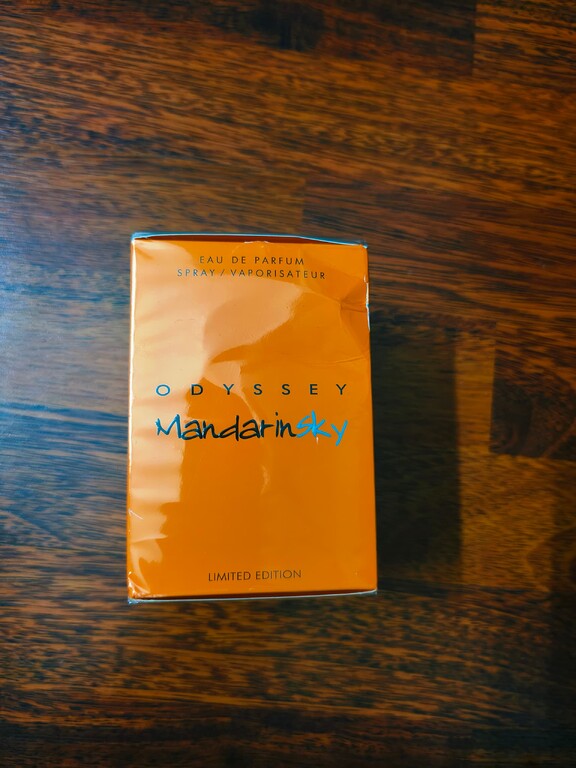 EAU DE PARFUM
SPRAY / VAPORISATEUR
ODYSSEY
MandarinSky
LIMITED EDITION